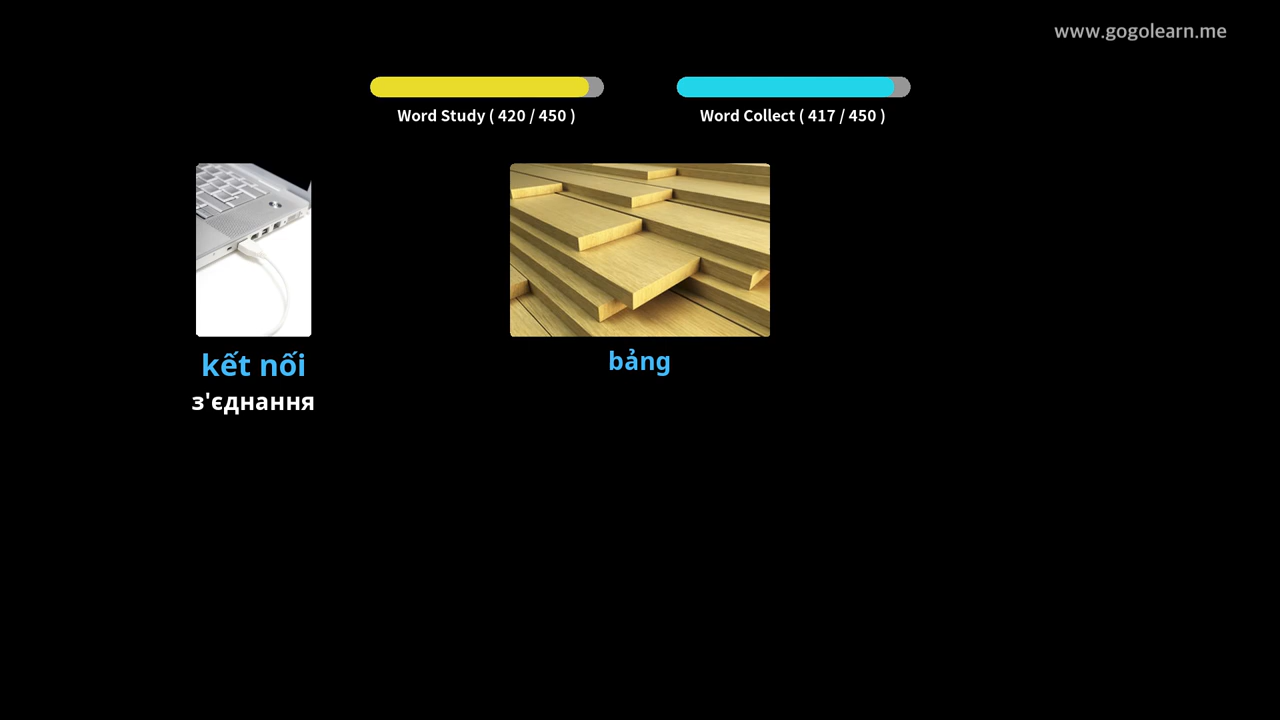 www.gogolearn.me
Word Study ( 420 / 450 )
Word Collect ( 417 / 450 )
kết nối
з'єднання
bảng